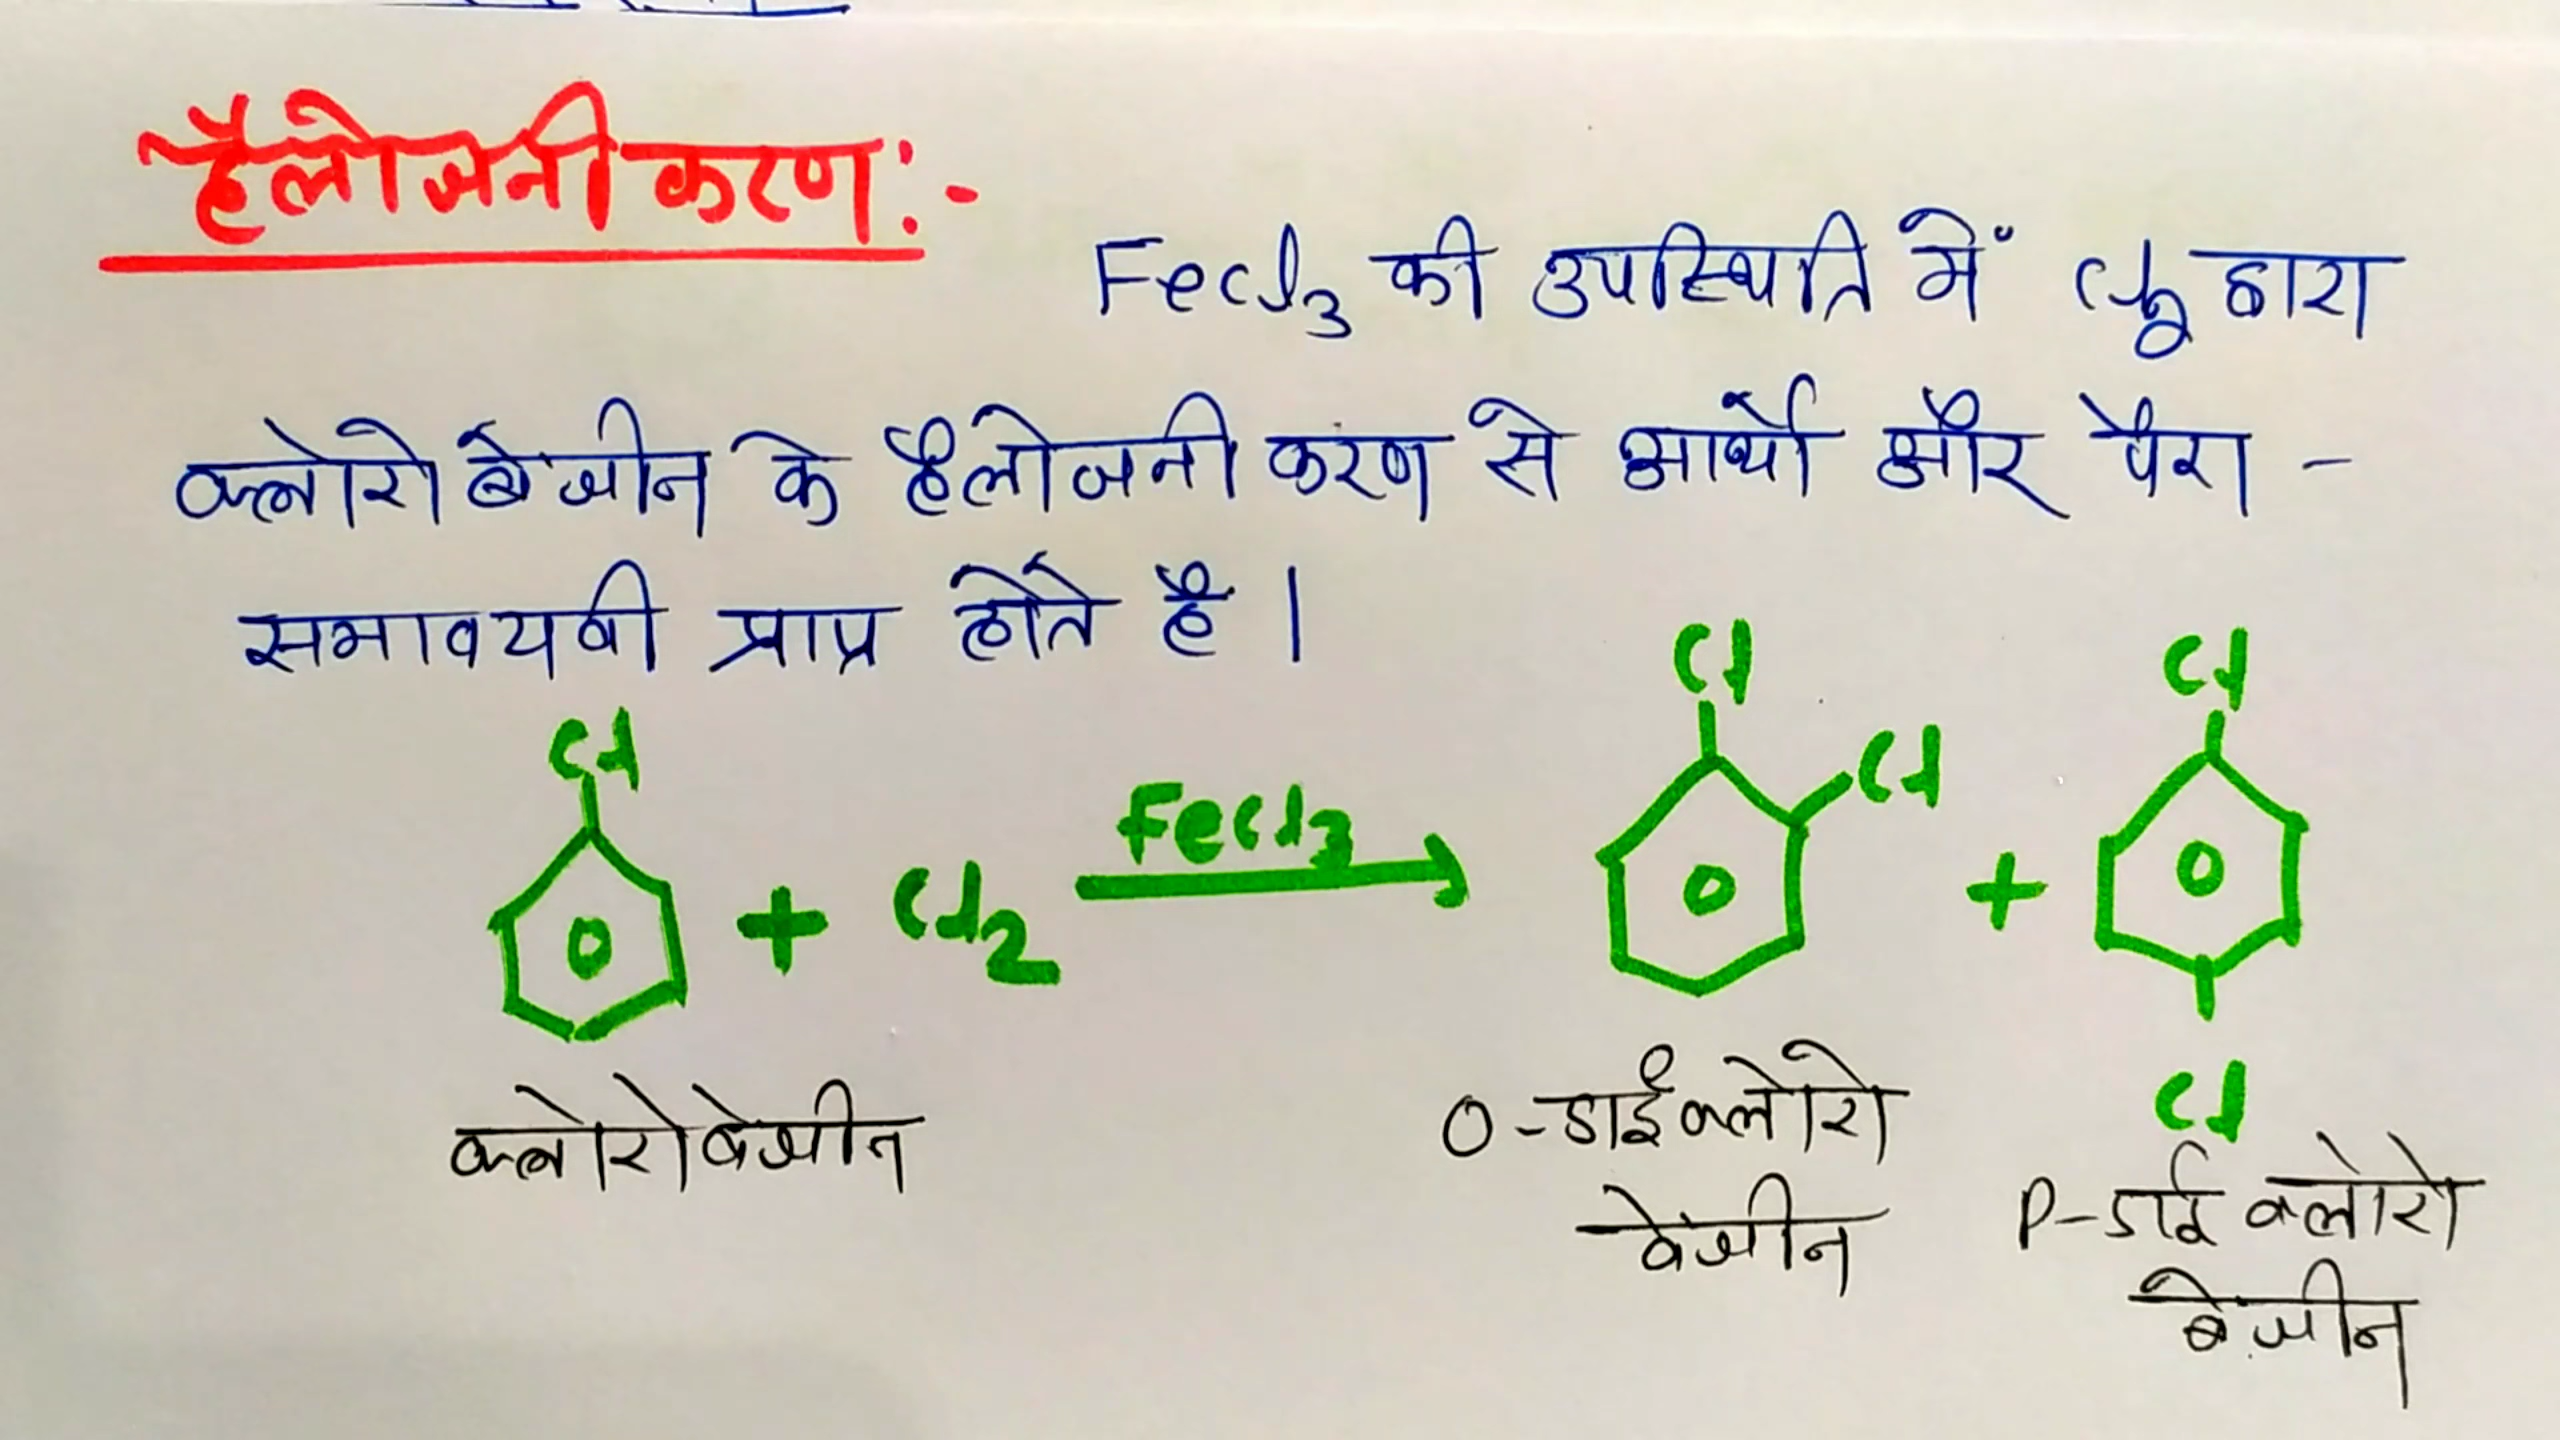 हैलोजनीकरण:-
FeCl3 की उपस्थिति में Cl2 द्वारा
क्लोरोबेंजीन के हैलोजनीकरण से आर्थो और पैरा -
समावयवी प्राप्त होते है।
Cl
Cl
Cl
Cl
FeCl3
+ Cl2
+
Cl
क्लोरोबेंजीन
O-डाईक्लोरो
बेंजीन
P-डाई क्लोरो
बेंजीन